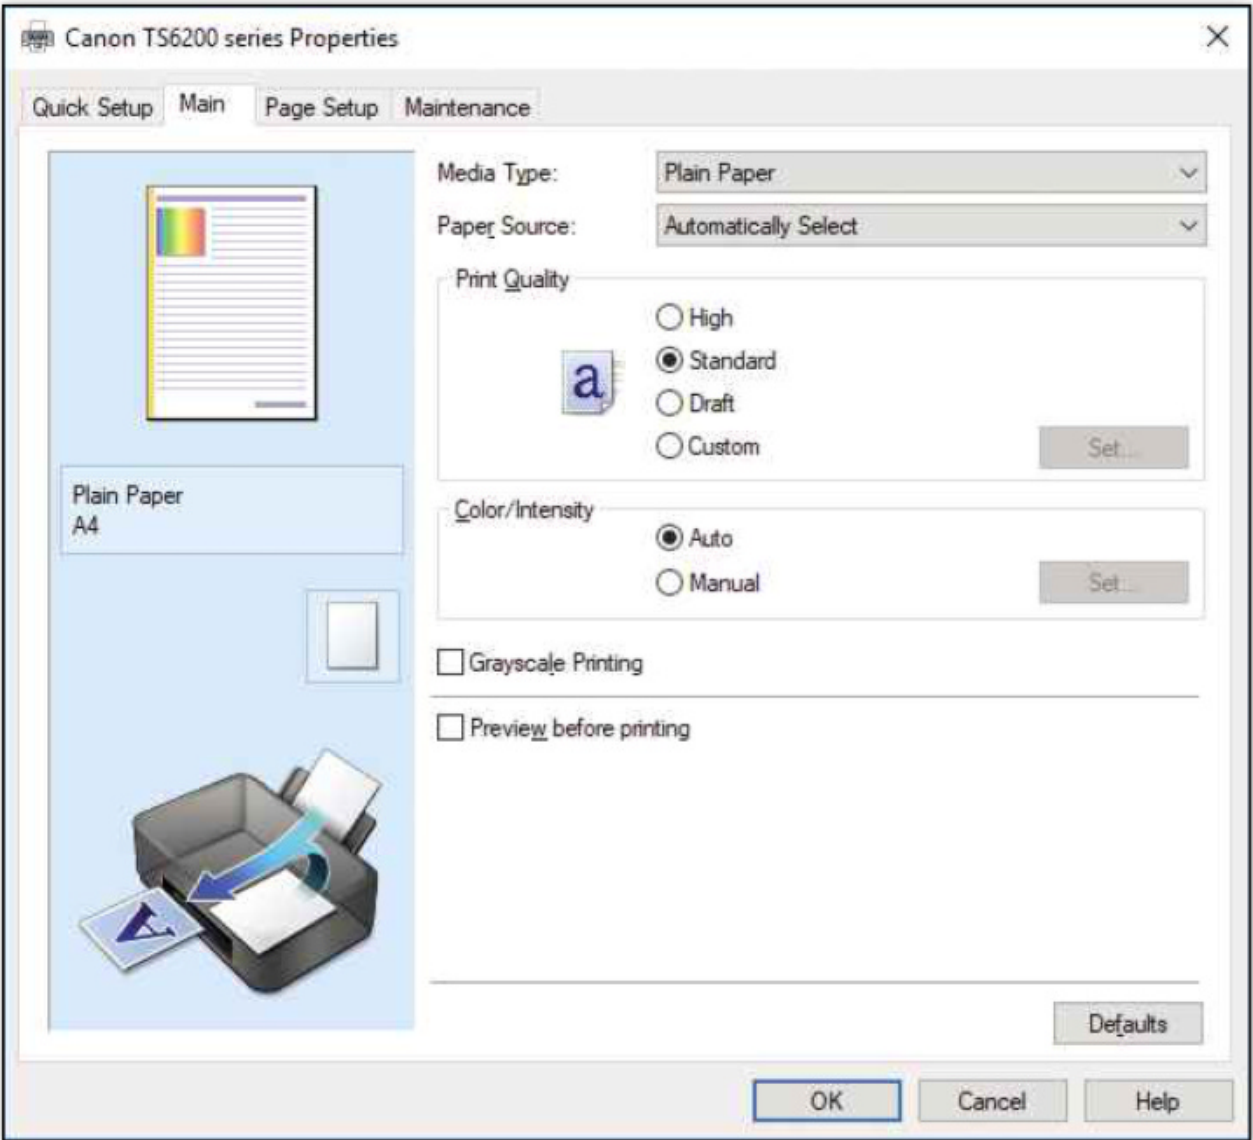 Canon TS6200 series Properties
Quick Setup Main Page Setup Maintenance
Media Type: Plain Paper
Paper Source: Automatically Select
Print Quality
High
a Standard
Draft
Custom Set...
Plain Paper
A4
Color/Intensity
Auto
Manual Set...
Grayscale Printing
Preview before printing
A
Defaults
OK Cancel Help